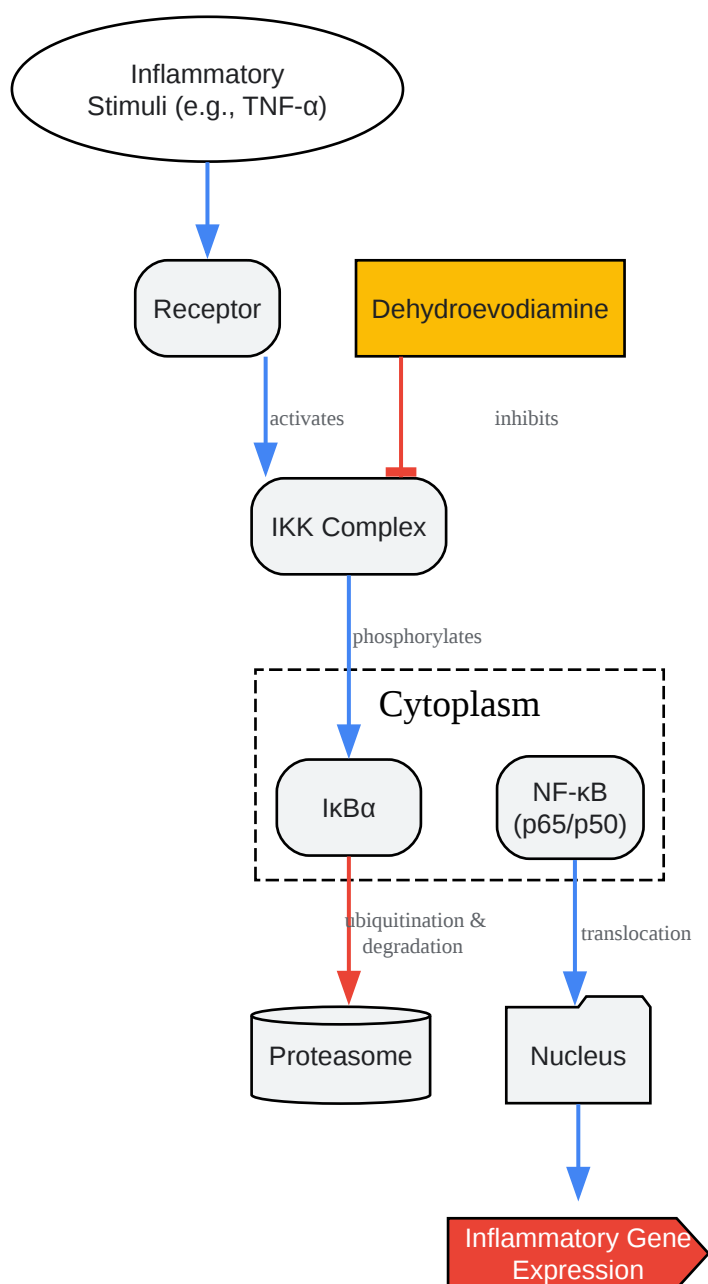 Inflammatory
Stimuli (e.g., TNF-α)
Receptor
Dehydroevodiamine
activates
inhibits
IKK Complex
phosphorylates
Cytoplasm
IκBα
NF-κB
(p65/p50)
ubiquitination &
degradation
translocation
Proteasome
Nucleus
Inflammatory Gene
Expression